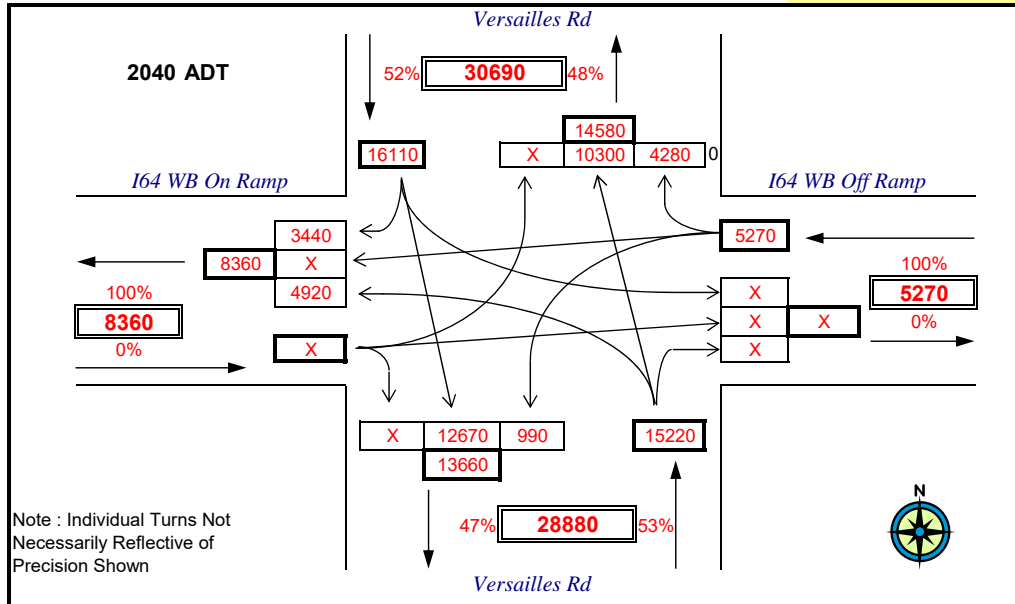 Versailles Rd
2040 ADT
52% 30690 48%
14580
16110 X 10300 4280 0
I64 WB On Ramp I64 WB Off Ramp
3440 5270
8360 X
4920
100% 100%
8360 5270
0% 0%
X X
X X
X
X
X 12670 990 15220
13660
N
Note : Individual Turns Not
Necessarily Reflective of
Precision Shown
47% 28880 53%
Versailles Rd